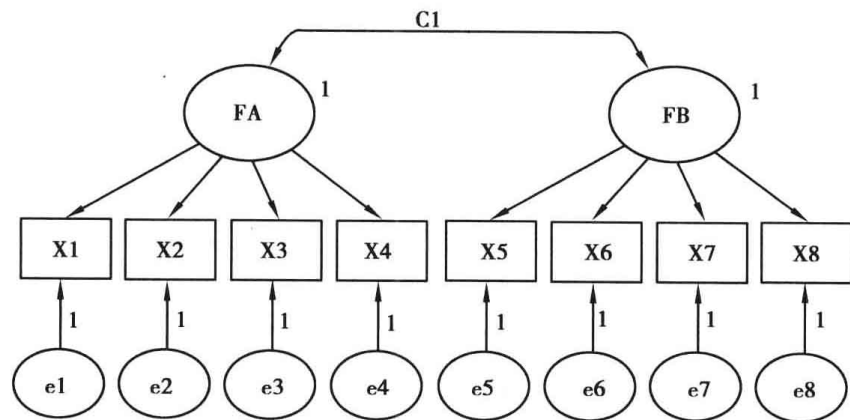 C1
FA 1 FB 1
X1 X2 X3 X4 X5 X6 X7 X8
1 1 1 1 1 1 1 1
e1 e2 e3 e4 e5 e6 e7 e8